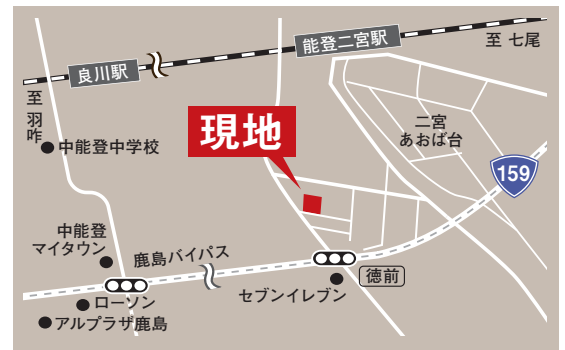 能登二宮駅
至 七尾
良川駅
至 羽咋
中能登中学校
現地
二宮
あおば台
159
中能登
マイタウン
鹿島バイパス
徳前
セブンイレブン
ローソン
アルプラザ鹿島